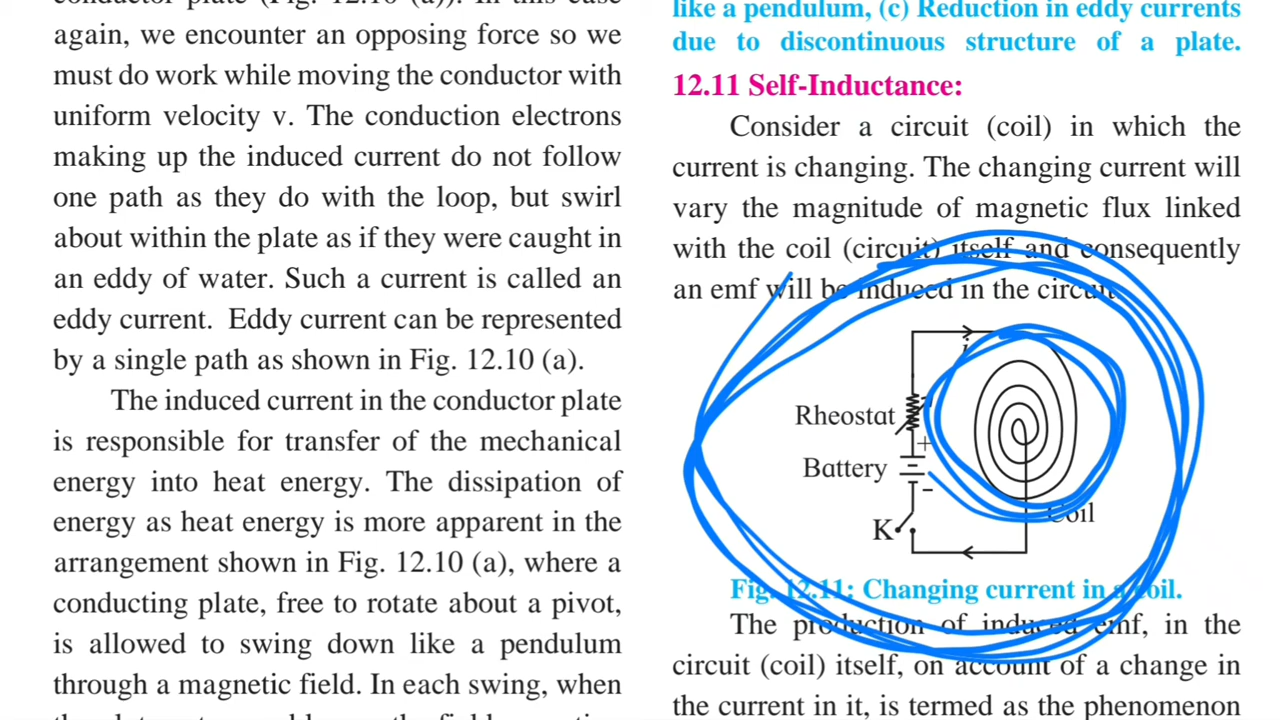 conductor plate (Fig. 12.10 (a)). In this case
again, we encounter an opposing force so we
must do work while moving the conductor with
uniform velocity v. The conduction electrons
making up the induced current do not follow
one path as they do with the loop, but swirl
about within the plate as if they were caught in
an eddy of water. Such a current is called an
eddy current. Eddy current can be represented
by a single path as shown in Fig. 12.10 (a).
The induced current in the conductor plate
is responsible for transfer of the mechanical
energy into heat energy. The dissipation of
energy as heat energy is more apparent in the
arrangement shown in Fig. 12.10 (a), where a
conducting plate, free to rotate about a pivot,
is allowed to swing down like a pendulum
through a magnetic field. In each swing, when
like a pendulum, (c) Reduction in eddy currents
due to discontinuous structure of a plate.
12.11 Self-Inductance:
Consider a circuit (coil) in which the
current is changing. The changing current will
vary the magnitude of magnetic flux linked
with the coil (circuit) itself and consequently
an emf will be induced in the circuit.
i
Rheostat
+
Battery
-
K
Coil
Fig. 12.11: Changing current in a coil.
The production of induced emf, in the
circuit (coil) itself, on account of a change in
the current in it, is termed as the phenomenon